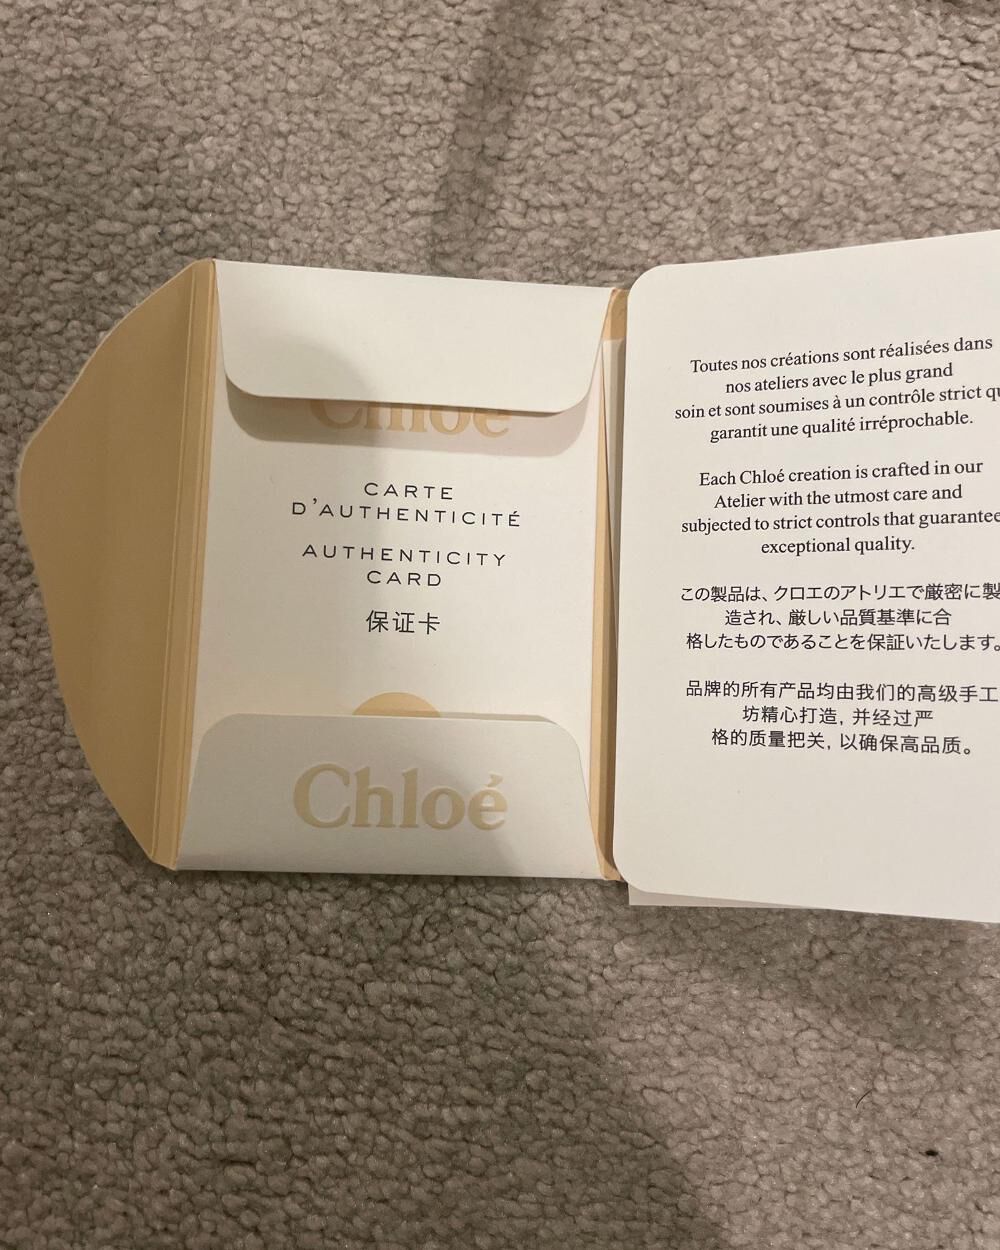 Chloé
CARTE
D'AUTHENTICITÉ
AUTHENTICITY
CARD
保证卡
Chloé
Toutes nos créations sont réalisées dans
nos ateliers avec le plus grand
soin et sont soumises à un contrôle strict
garantit une qualité irréprochable.
Each Chloé creation is crafted in our
Atelier with the utmost care and
subjected to strict controls that guarantee
exceptional quality.
この製品は、クロエのアトリエで厳密に製
造され、厳しい品質基準に合
格したものであることを保証いたします。
品牌的所有产品均由我们的高级手工
坊精心打造, 并经过严
格的质量把关, 以确保高品质。